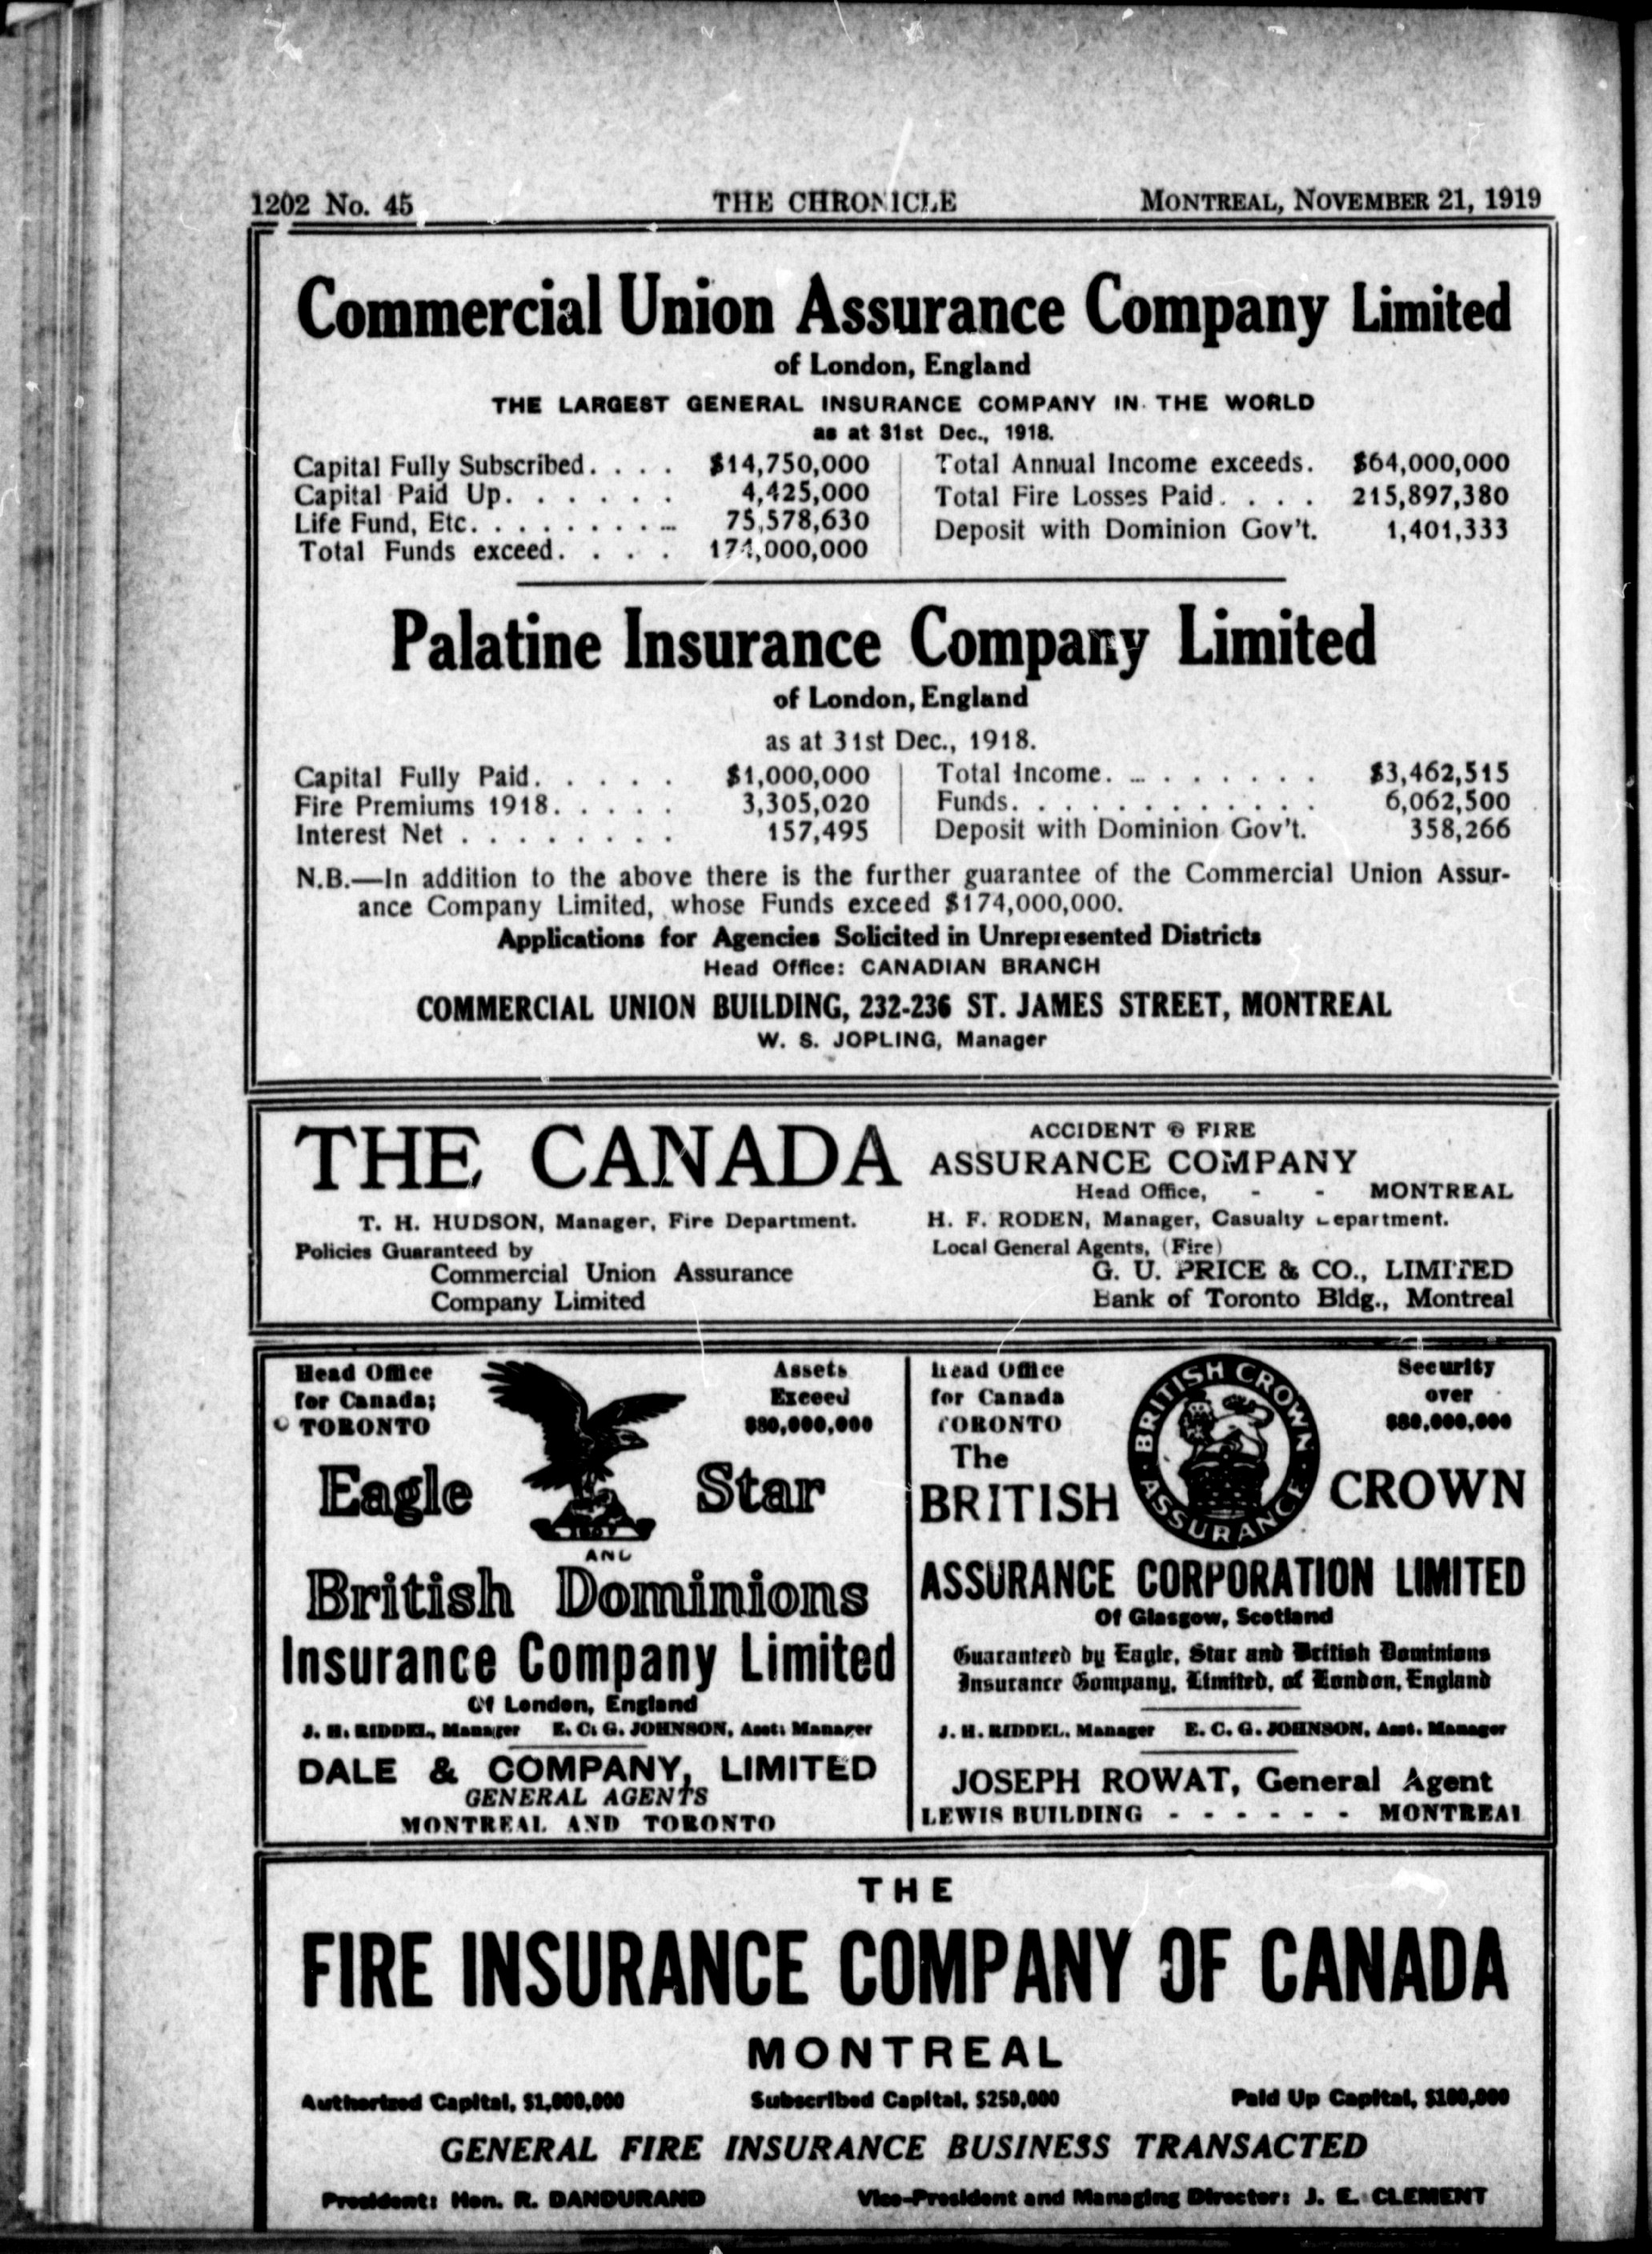 1202 No. 45 THE CHRONICLE MONTREAL, NOVEMBER 21, 1919
Commercial Union Assurance Company Limited
of London, England
THE LARGEST GENERAL INSURANCE COMPANY IN THE WORLD
as at 31st Dec., 1918.
Capital Fully Subscribed. . . . $14,750,000
Capital Paid Up. . . . . . . 4,425,000
Life Fund, Etc. . . . . . . . . 75,578,630
Total Funds exceed. . . . 174,000,000
Total Annual Income exceeds. $64,000,000
Total Fire Losses Paid. . . . 215,897,380
Deposit with Dominion Gov't. 1,401,333
Palatine Insurance Company Limited
of London, England
as at 31st Dec., 1918.
Capital Fully Paid. . . . . . $1,000,000
Fire Premiums 1918. . . . . 3,305,020
Interest Net . . . . . . . . 157,495
Total Income. . . . . . . . . $3,462,515
Funds. . . . . . . . . . . . 6,062,500
Deposit with Dominion Gov't. 358,266
N.B.—In addition to the above there is the further guarantee of the Commercial Union Assur-
ance Company Limited, whose Funds exceed $174,000,000.
Applications for Agencies Solicited in Unrepresented Districts
Head Office: CANADIAN BRANCH
COMMERCIAL UNION BUILDING, 232-236 ST. JAMES STREET, MONTREAL
W. S. JOPLING, Manager
THE CANADA
ACCIDENT & FIRE
ASSURANCE COMPANY
Head Office, - - MONTREAL
T. H. HUDSON, Manager, Fire Department.
H. F. RODEN, Manager, Casualty Department.
Policies Guaranteed by
Commercial Union Assurance
Company Limited
Local General Agents, (Fire)
G. U. PRICE & CO., LIMITED
Bank of Toronto Bldg., Montreal
Head Office
for Canada;
TORONTO
Assets
Exceed
$80,000,000
Eagle Star
1807
AND
British Dominions
Insurance Company Limited
Of London, England
J. H. RIDDEL, Manager E. C. G. JOHNSON, Asst. Manager
DALE & COMPANY, LIMITED
GENERAL AGENTS
MONTREAL AND TORONTO
Head Office
for Canada
TORONTO
Security
over
$80,000,000
The
BRITISH CROWN
BRITISH CROWN ASSURANCE
ASSURANCE CORPORATION LIMITED
Of Glasgow, Scotland
Guaranteed by Eagle, Star and British Dominions
Insurance Company, Limited, of London, England
J. H. RIDDEL, Manager E. C. G. JOHNSON, Asst. Manager
JOSEPH ROWAT, General Agent
LEWIS BUILDING - - - - - - MONTREAL
THE
FIRE INSURANCE COMPANY OF CANADA
MONTREAL
Authorized Capital, $1,000,000 Subscribed Capital, $250,000 Paid Up Capital, $100,000
GENERAL FIRE INSURANCE BUSINESS TRANSACTED
President: Hon. R. DANDURAND Vice-President and Managing Director: J. E. CLEMENT